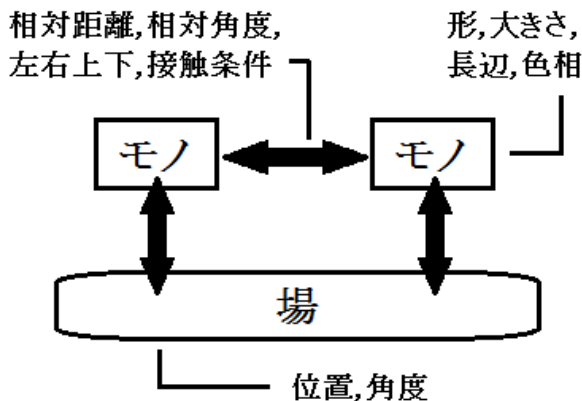 相対距離,相対角度,
左右上下,接触条件
形,大きさ,
長辺,色相
モノ
モノ
場
位置,角度